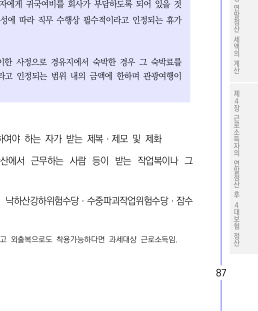 자에게 귀국여비를 회사가 부담하도록 되어 있을 것
성에 따라 직무 수행상 필수적이라고 인정되는 휴가
이한 사정으로 경유지에서 숙박한 경우 그 숙박료를
라고 인정되는 범위 내의 금액에 한하며 관광여행이
하여야 하는 자가 받는 제복 · 제모 및 제화
산에서 근무하는 사람 등이 받는 작업복이나 그
낙하산강하위험수당 · 수중파괴작업위험수당 · 잠수
고 외출복으로도 착용가능하다면 과세대상 근로소득임.
연말정산 세액의 계산
제4장 근로소득자의 연말정산 후 4대보험 정산
87